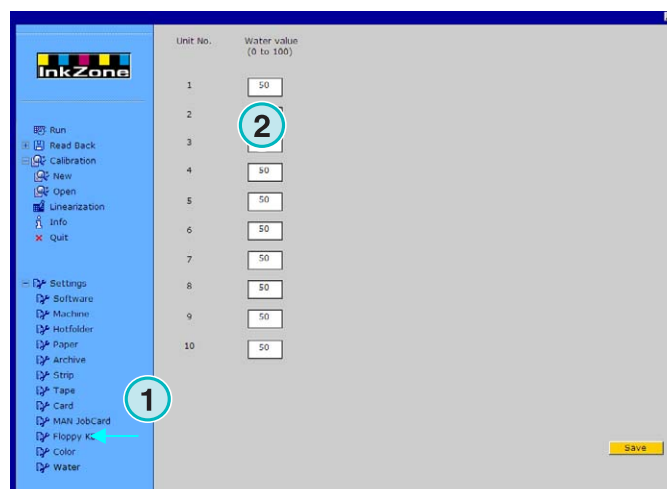 InkZone
Run
Read Back
Calibration
New
Open
Linearization
Info
Quit
Settings
Software
Machine
Hotfolder
Paper
Archive
Strip
Tape
Card
MAN JobCard
Floppy
Color
Water
1
Unit No. Water value
(0 to 100)
1 50
2
3
4 50
5 50
6 50
7 50
8 50
9 50
10 50
2
Save